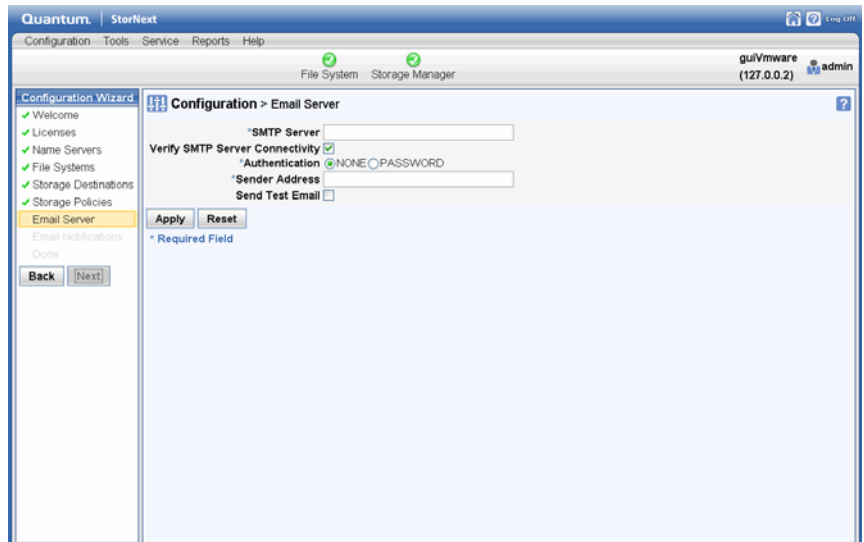 Quantum. StorNext
Log Off
Configuration Tools Service Reports Help
File System Storage Manager
guiVmware
(127.0.0.2)
admin
Configuration Wizard
Welcome
Licenses
Name Servers
File Systems
Storage Destinations
Storage Policies
Email Server
Email Notifications
Done
Back [Next]
Configuration > Email Server
?
*SMTP Server
Verify SMTP Server Connectivity
*Authentication NONE PASSWORD
*Sender Address
Send Test Email
Apply Reset
* Required Field